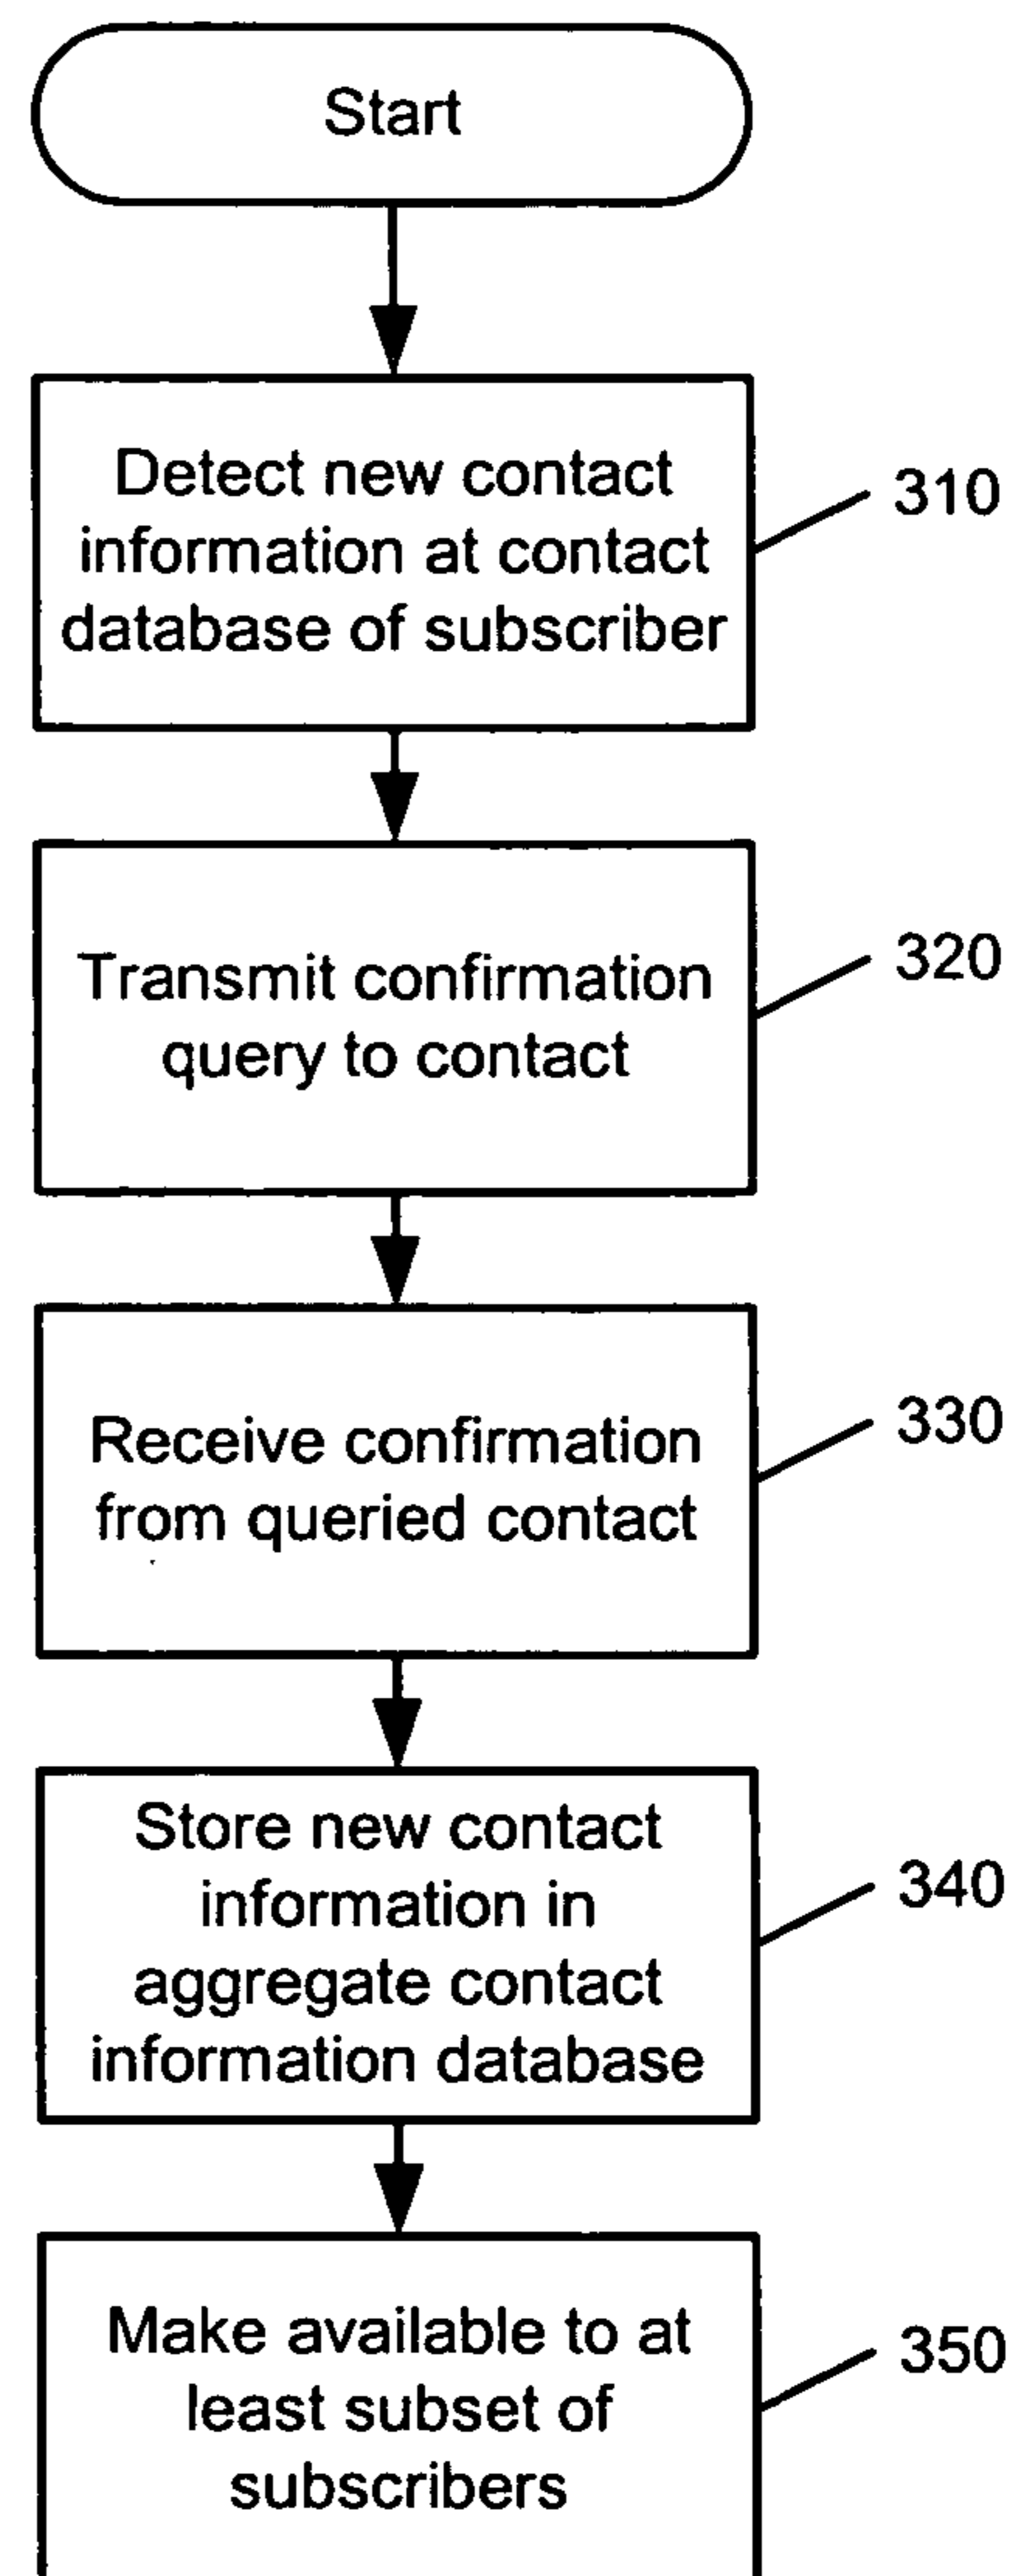 Start
Detect new contact
information at contact
database of subscriber
310
Transmit confirmation
query to contact
320
Receive confirmation
from queried contact
330
Store new contact
information in
aggregate contact
information database
340
Make available to at
least subset of
subscribers
350